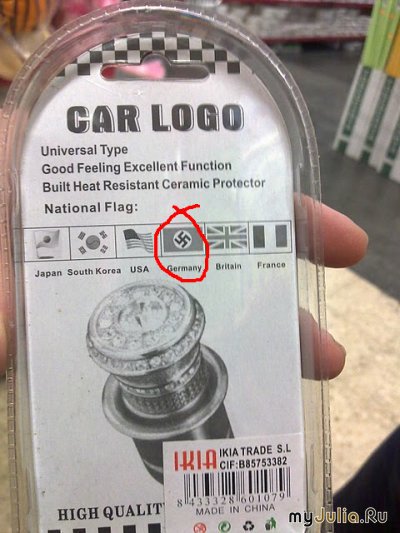 CAR LOGO
Universal Type
Good Feeling Excellent Function
Built Heat Resistant Ceramic Protector
National Flag:
Japan South Korea USA Germany Britain France
IKIA IKIA TRADE S.L
CIF:B85753382
8 433328 601079
MADE IN CHINA
HIGH QUALIT
myJulia.Ru